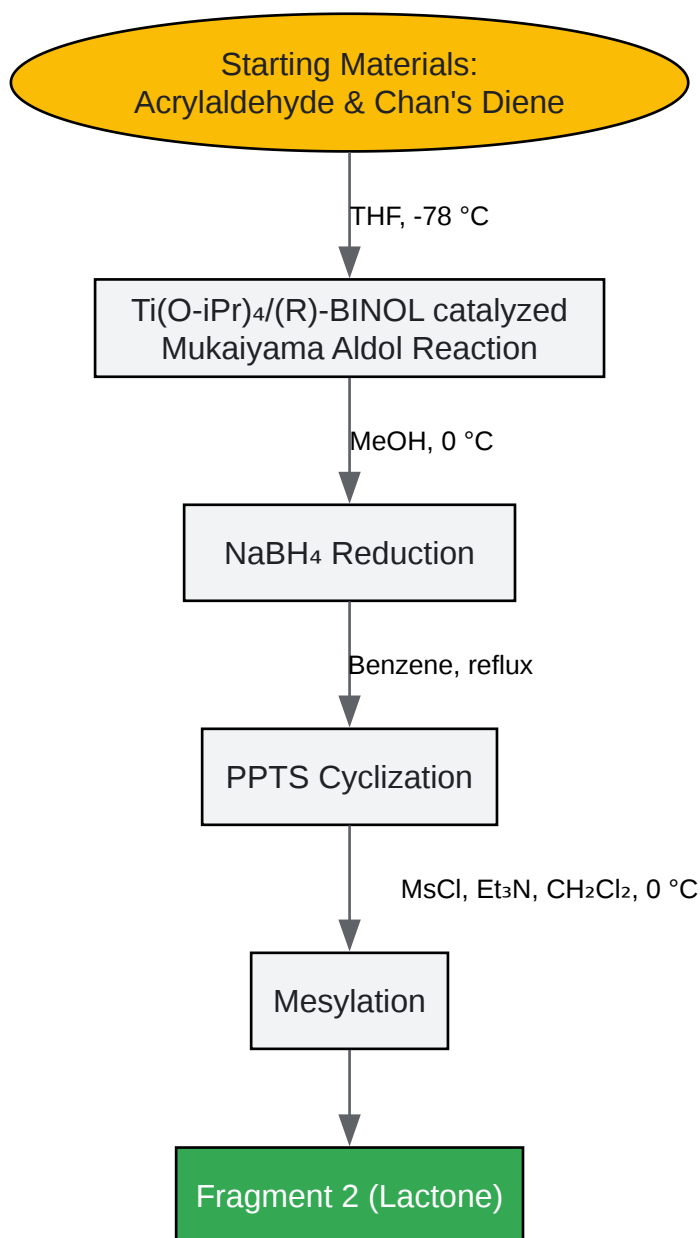 Starting Materials:
Acrylaldehyde & Chan's Diene
THF, -78 °C
Ti(O-iPr)₄/(R)-BINOL catalyzed
Mukaiyama Aldol Reaction
MeOH, 0 °C
NaBH₄ Reduction
Benzene, reflux
PPTS Cyclization
MsCl, Et₃N, CH₂Cl₂, 0 °C
Mesylation
Fragment 2 (Lactone)